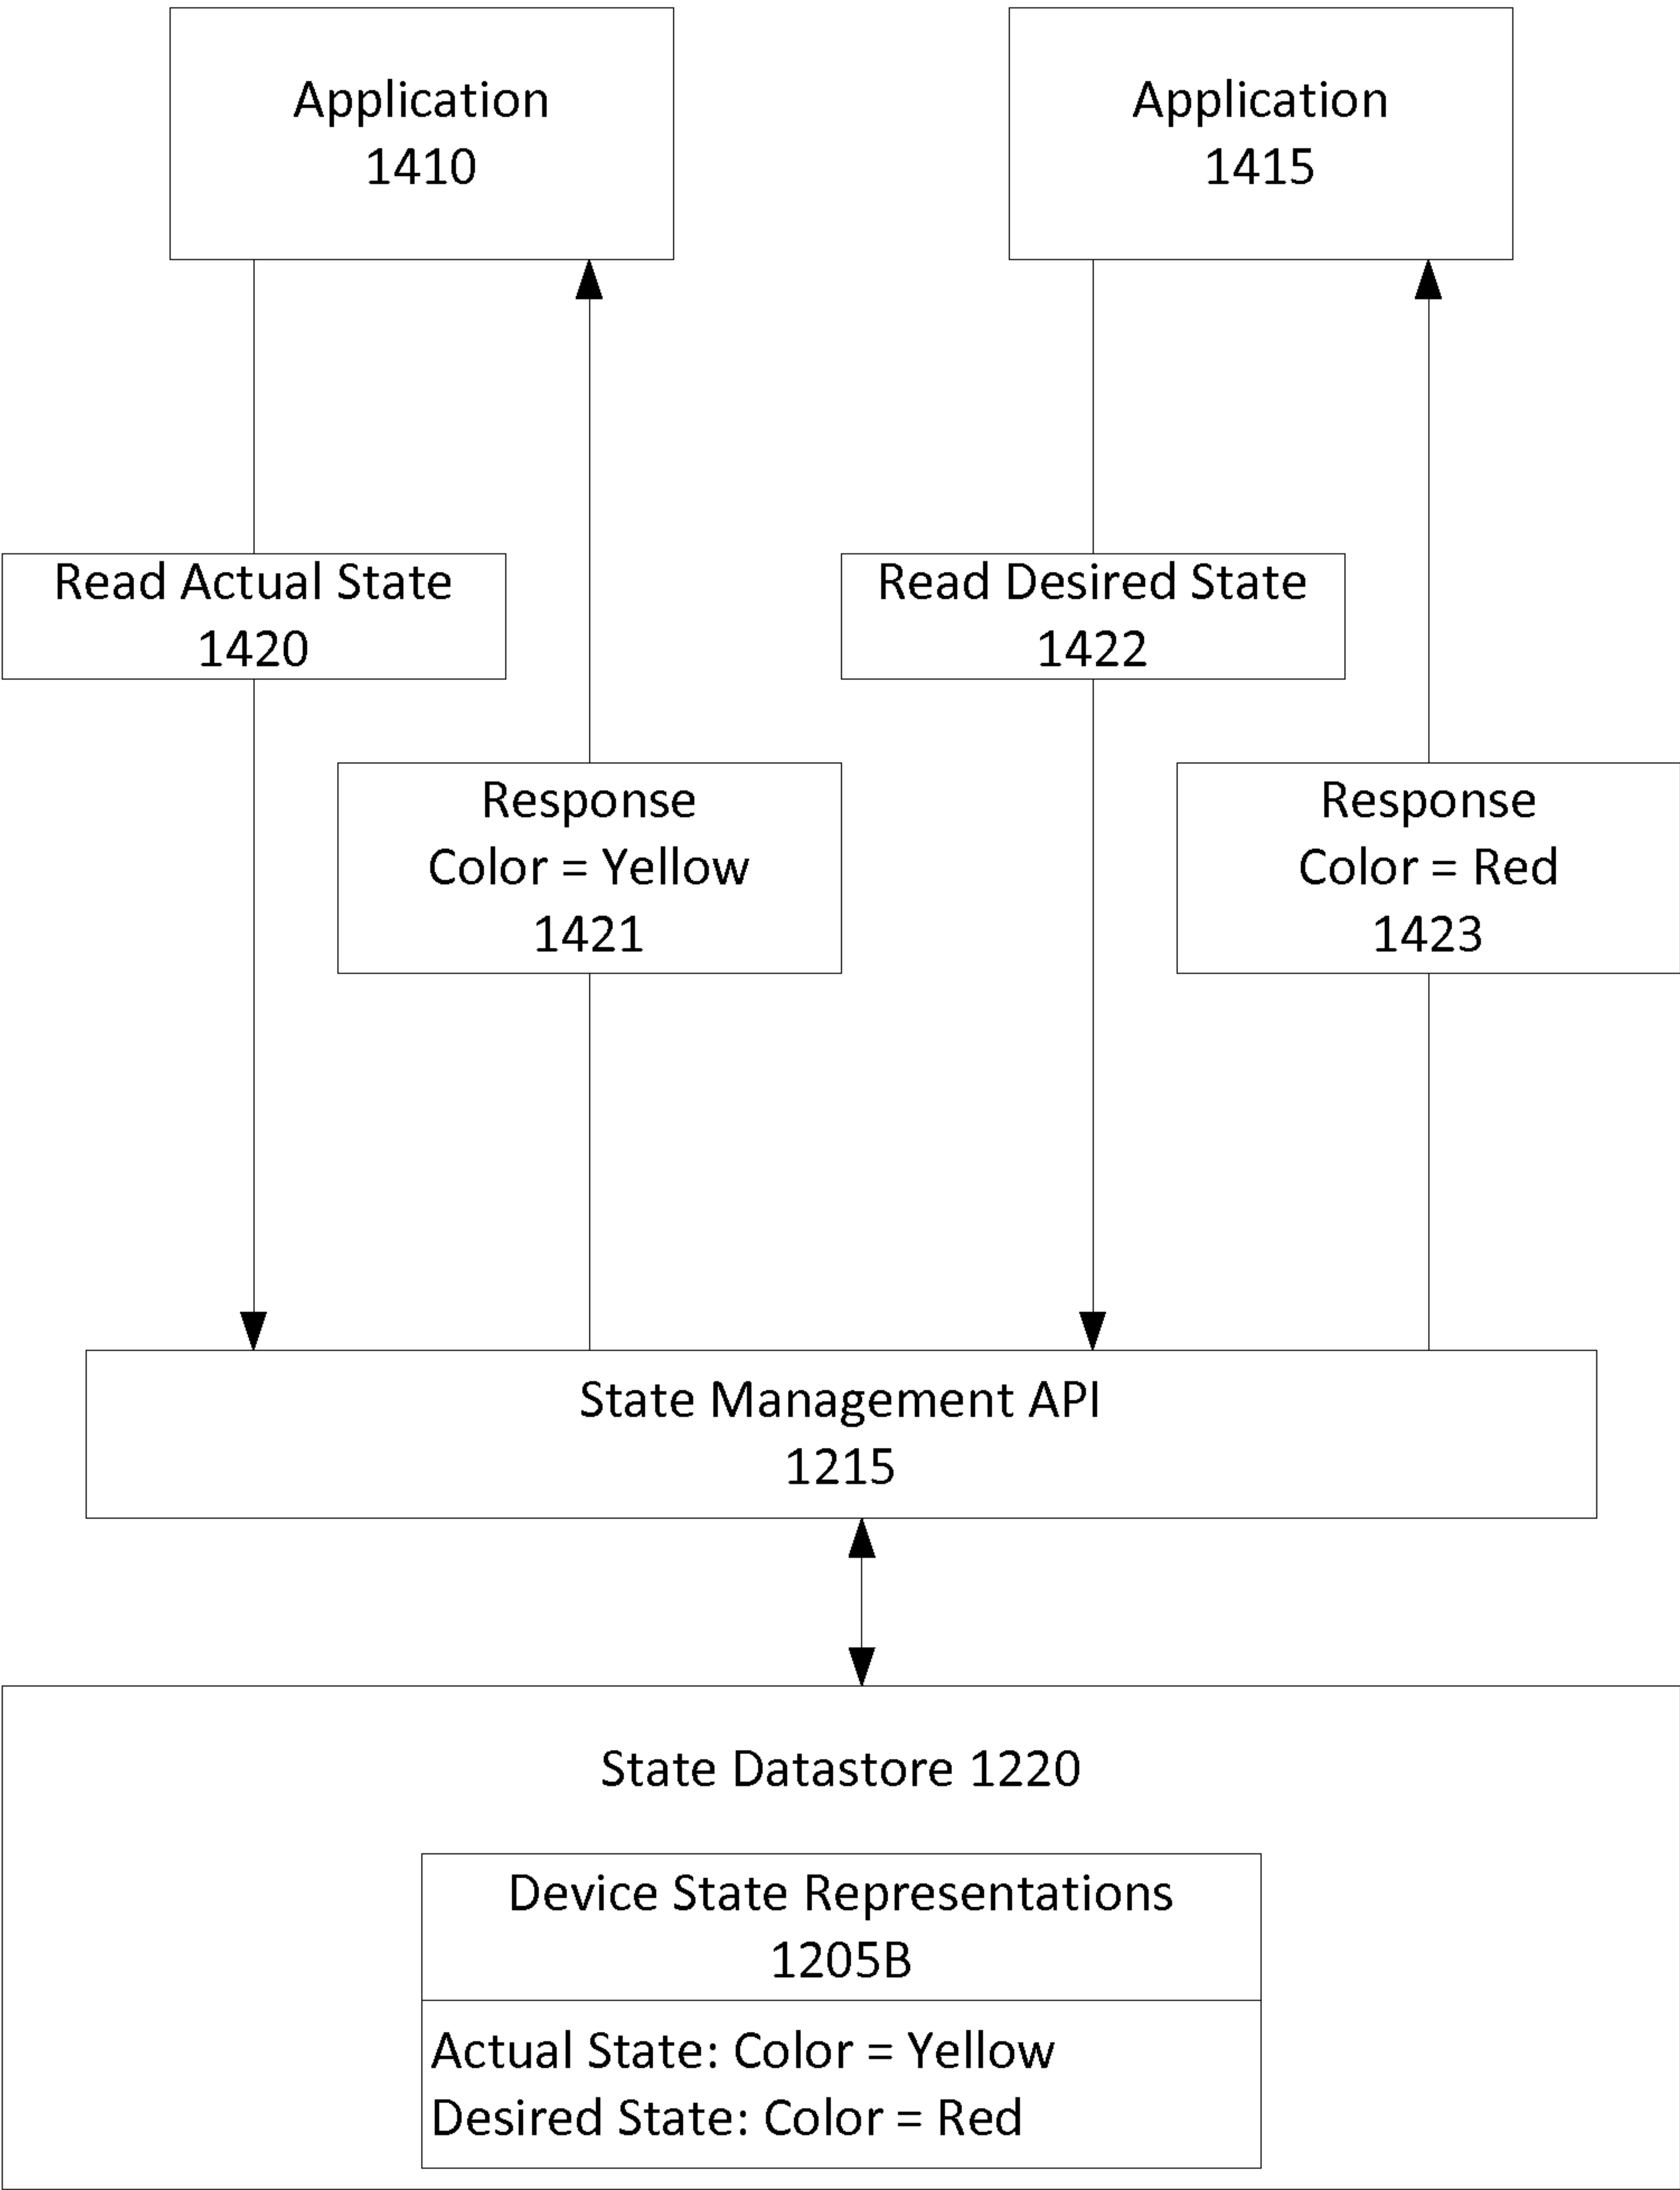 Application
1410
Application
1415
Read Actual State
1420
Read Desired State
1422
Response
Color = Yellow
1421
Response
Color = Red
1423
State Management API
1215
State Datastore 1220
Device State Representations
1205B
Actual State: Color = Yellow
Desired State: Color = Red